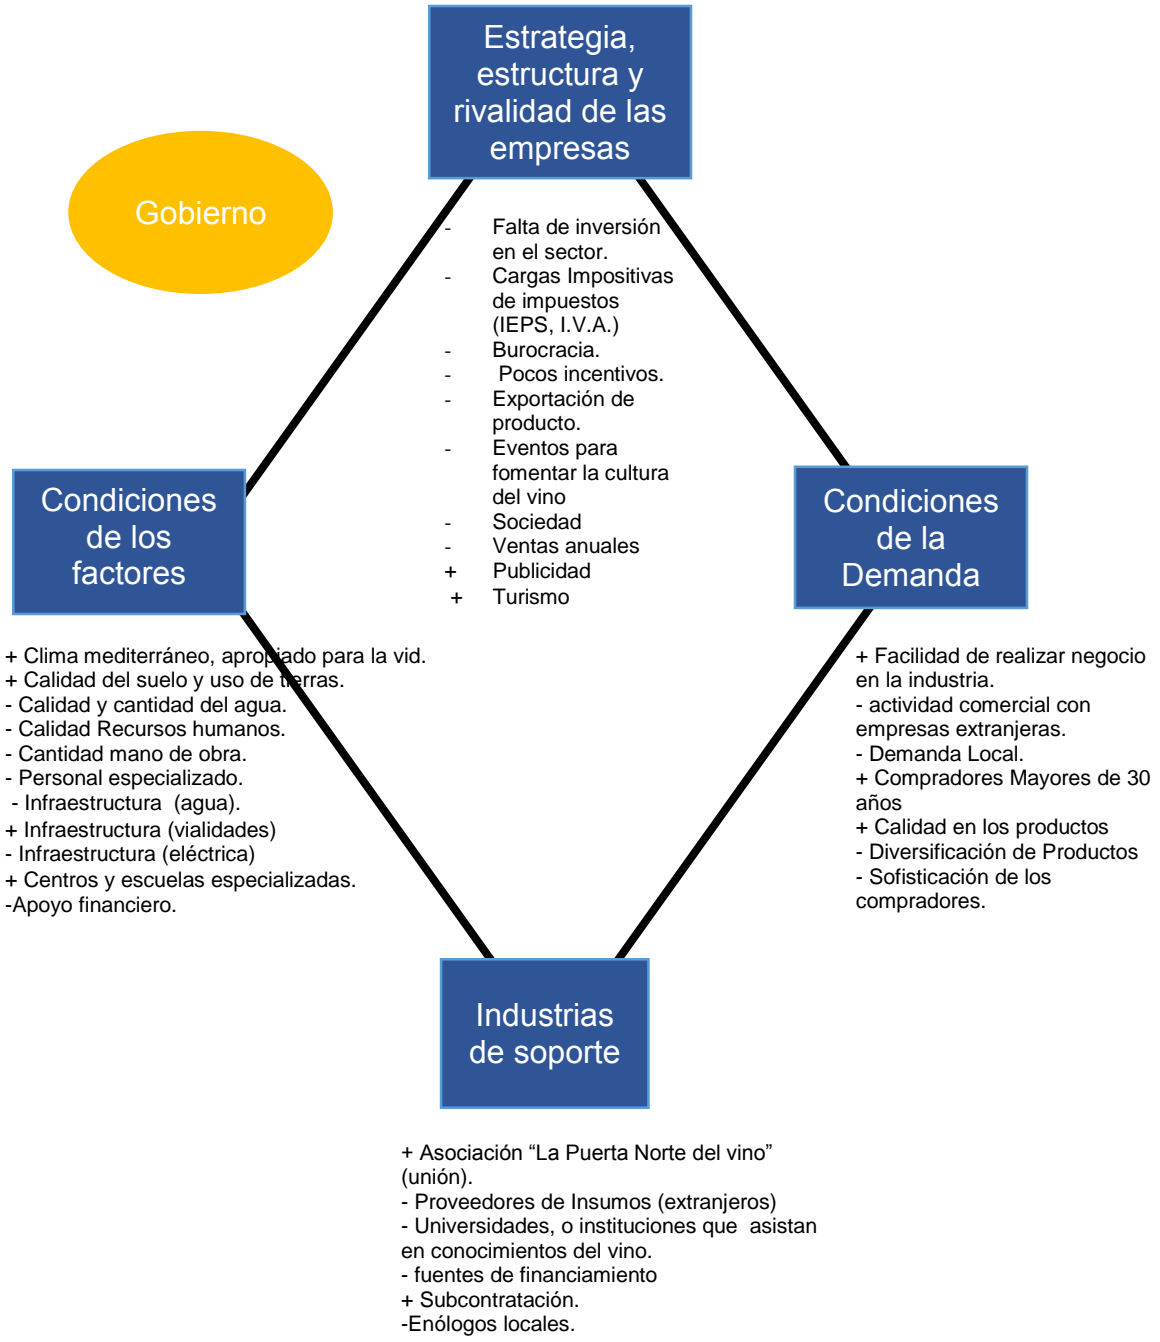 Estrategia,
estructura y
rivalidad de las
empresas
Gobierno
- Falta de inversión
en el sector.
- Cargas Impositivas
de impuestos
(IEPS, I.V.A.)
- Burocracia.
- Pocos incentivos.
- Exportación de
producto.
- Eventos para
fomentar la cultura
del vino
- Sociedad
- Ventas anuales
+ Publicidad
+ Turismo
Condiciones
de los
factores
Condiciones
de la
Demanda
+ Clima mediterráneo, apropiado para la vid.
+ Calidad del suelo y uso de tierras.
- Calidad y cantidad del agua.
- Calidad Recursos humanos.
- Cantidad mano de obra.
- Personal especializado.
- Infraestructura (agua).
+ Infraestructura (vialidades)
- Infraestructura (eléctrica)
+ Centros y escuelas especializadas.
-Apoyo financiero.
+ Facilidad de realizar negocio
en la industria.
- actividad comercial con
empresas extranjeras.
- Demanda Local.
+ Compradores Mayores de 30
años
+ Calidad en los productos
- Diversificación de Productos
- Sofisticación de los
compradores.
Industrias
de soporte
+ Asociación “La Puerta Norte del vino”
(unión).
- Proveedores de Insumos (extranjeros)
- Universidades, o instituciones que asistan
en conocimientos del vino.
- fuentes de financiamiento
+ Subcontratación.
-Enólogos locales.